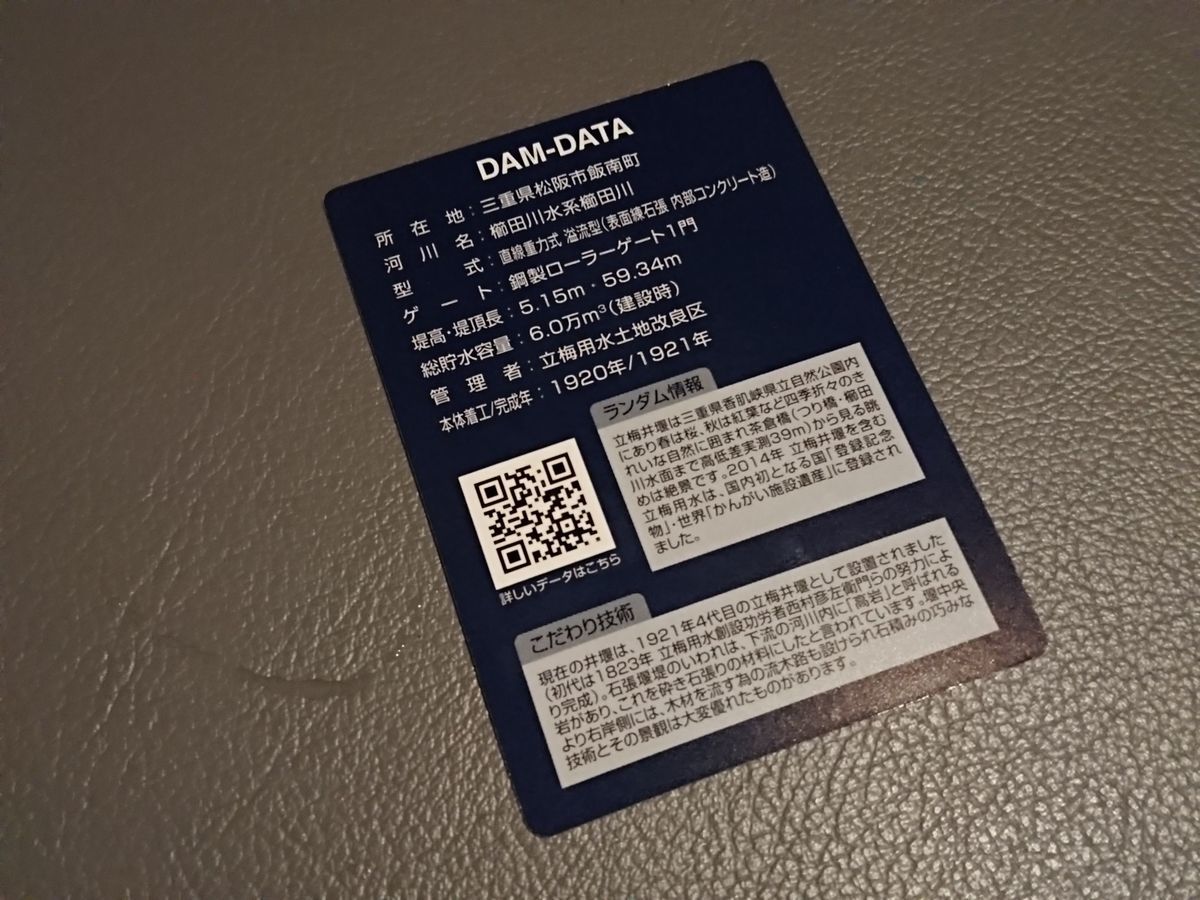 DAM-DATA
所在地：三重県松阪市飯南町
河川名：櫛田川水系櫛田川
型式：直線重力式 溢流型(表面練石張 内部コンクリート造)
ゲート：鋼製ローラーゲート1門
堤高・堤頂長：5.15m・59.34m
総貯水容量：6.0万m³(建設時)
管理者：立梅用水土地改良区
本体着工/完成年：1920年/1921年
ランダム情報
立梅井堰は三重県香肌峡県立自然公園内
にあり春は桜、秋は紅葉など四季折々のき
れいな自然に囲まれ茶倉橋(つり橋・櫛田
川水面まで高低差実測39m)から見る眺
めは絶景です。2014年 立梅井堰を含む
立梅用水は、国内初となる国「登録記念
物」・世界「かんがい施設遺産」に登録され
ました。
詳しいデータはこちら
こだわり技術
現在の井堰は、1921年4代目の立梅井堰として設置されました
(初代は1823年 立梅用水創設功労者西村彦左衛門らの努力によ
り完成)。石張堰堤のいわれは、下流の河川内に「高岩」と呼ばれる
岩があり、これを砕き石張りの材料にしたと言われています。堰中央
より右岸側には、木材を流す為の流木路も設けられ石積みの巧みな
技術とその景観は大変優れたものがあります。